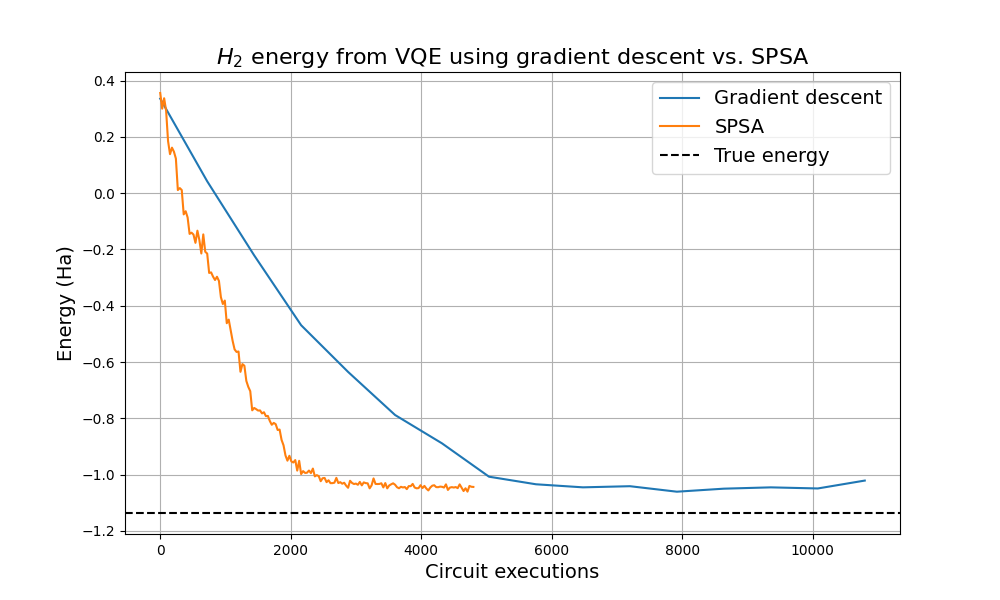 H₂ energy from VQE using gradient descent vs. SPSA
Gradient descent
SPSA
True energy
Energy (Ha)
0.4
0.2
0.0
−0.2
−0.4
−0.6
−0.8
−1.0
−1.2
0 2000 4000 6000 8000 10000
Circuit executions